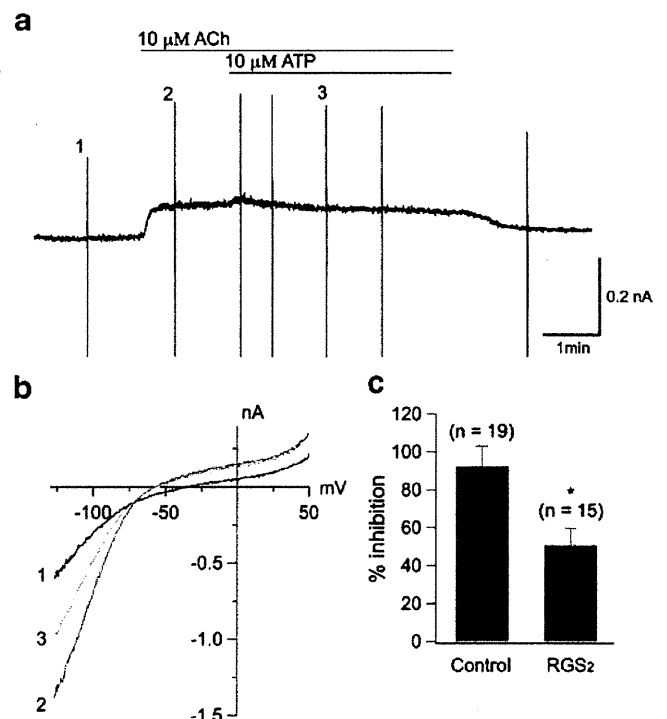 a
10 µM ACh
10 µM ATP
1
2
3
0.2 nA
1min
b
nA
mV
-100
-50
50
-0.5
-1.0
-1.5
1
3
2
c
% inhibition
120
100
80
60
40
20
0
(n = 19)
*
(n = 15)
Control
RGS2